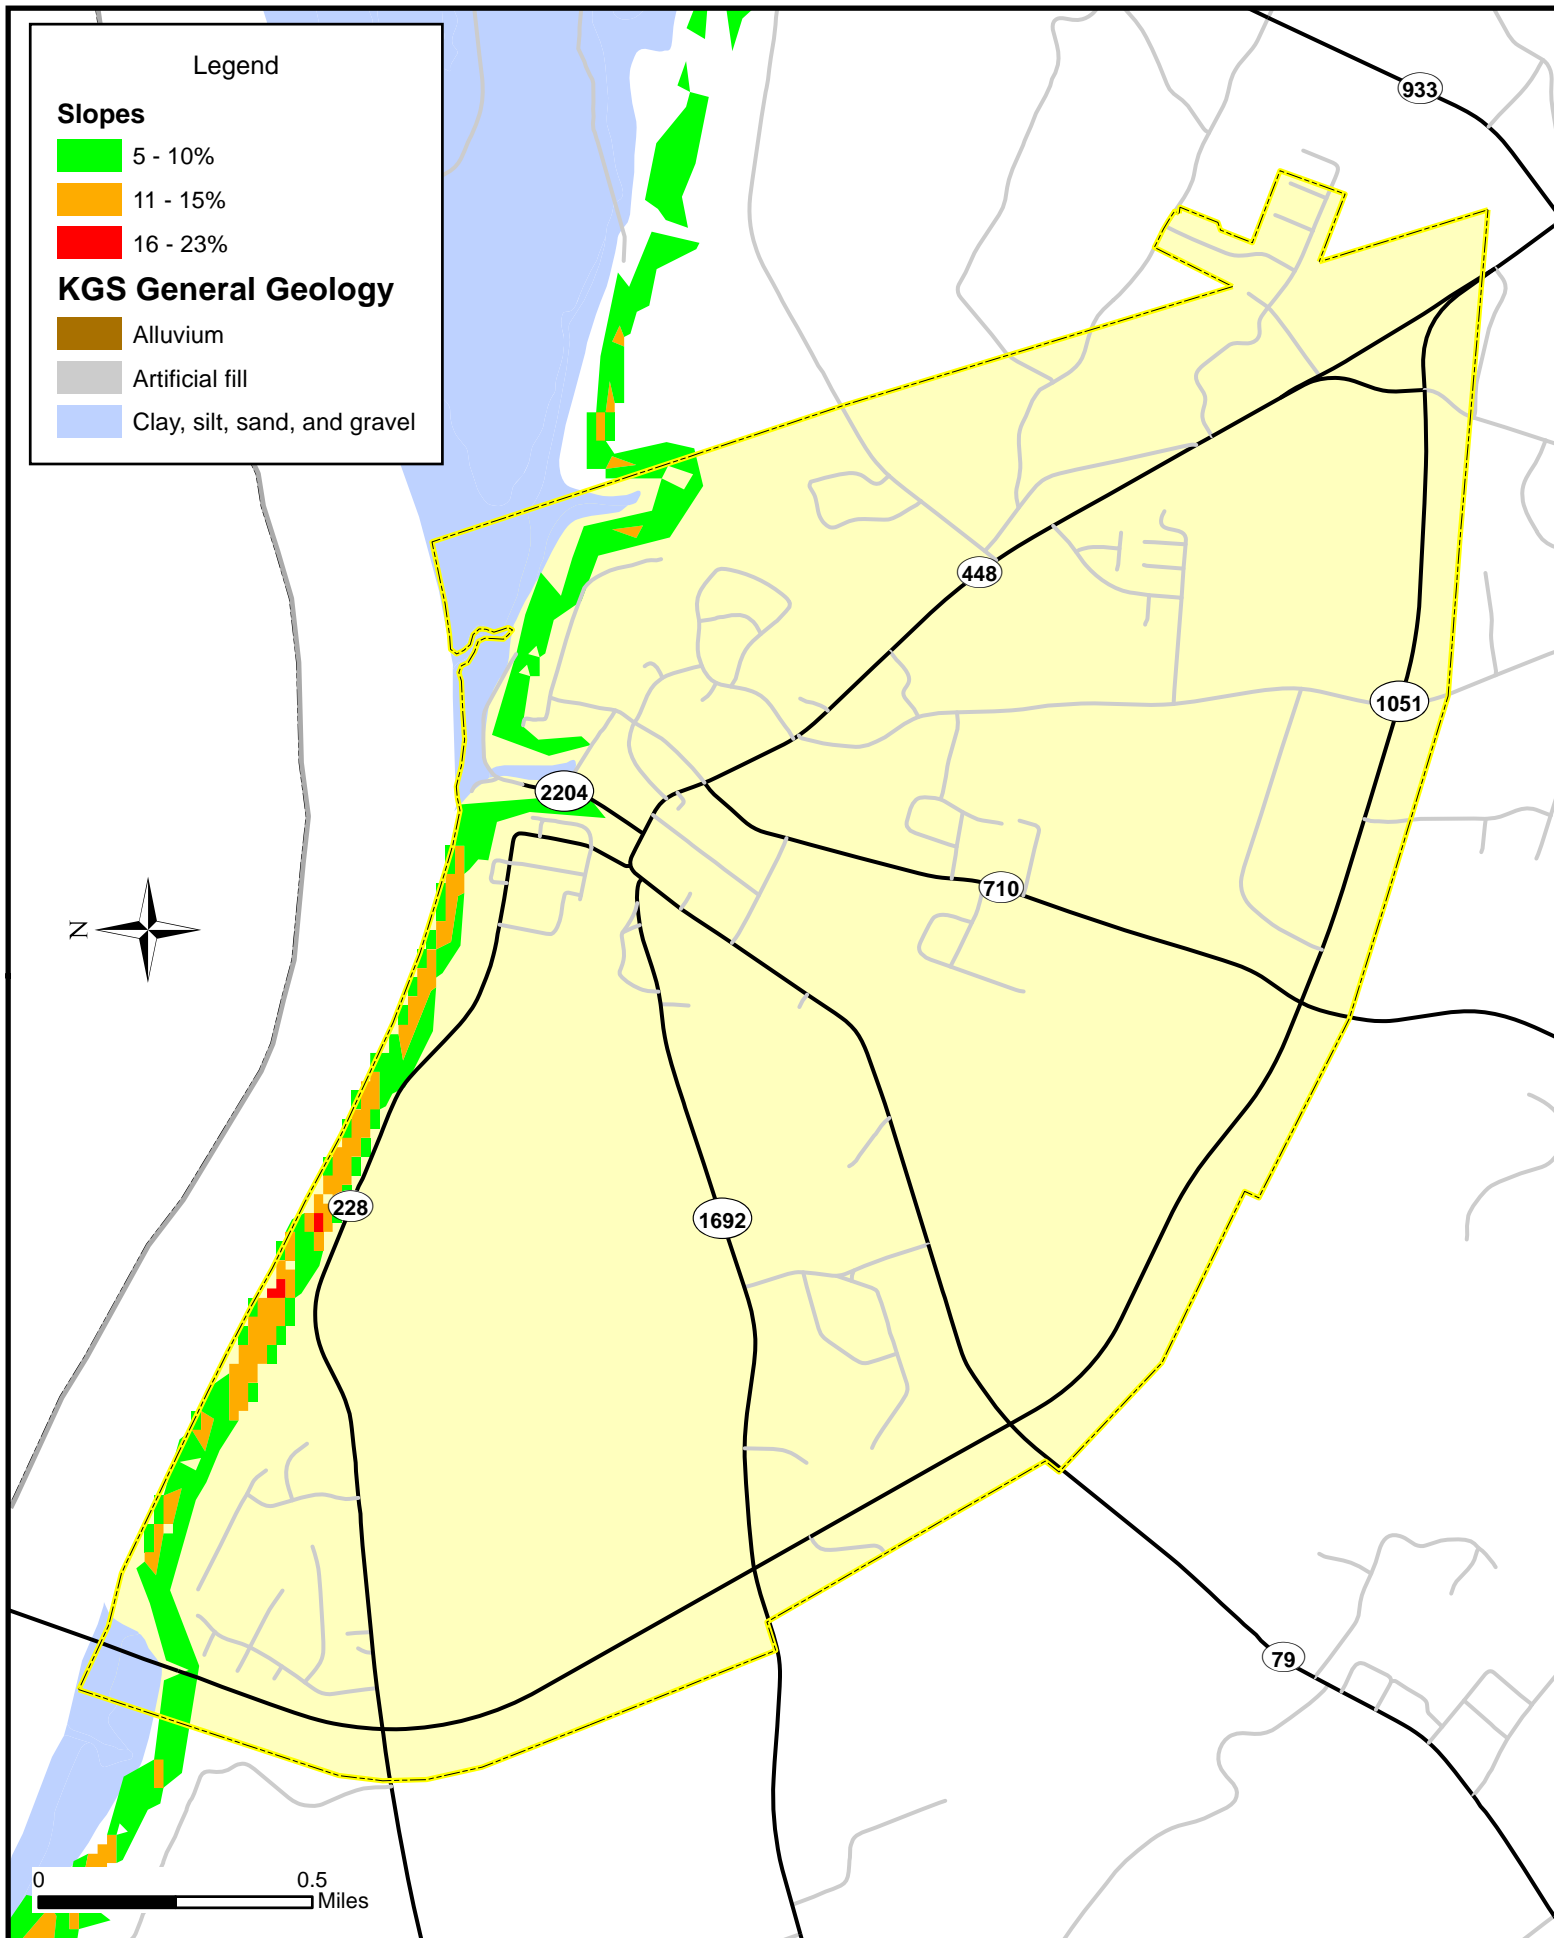 Legend
Slopes
5 - 10%
11 - 15%
16 - 23%
KGS General Geology
Alluvium
Artificial fill
Clay, silt, sand, and gravel
933
448
1051
2204
710
N
228
1692
79
0 0.5
Miles